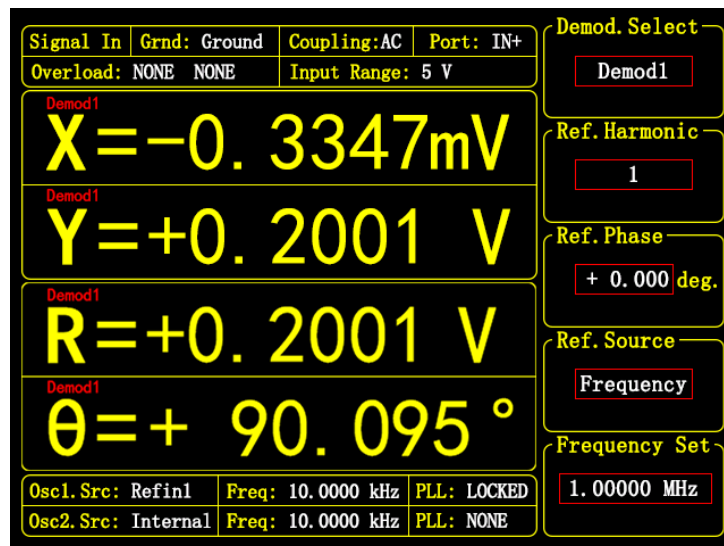 Signal In Grnd: Ground Coupling:AC Port: IN+
Overload: NONE NONE Input Range: 5 V
Demod1
X=-0.3347mV
Demod1
Y=+0.2001 V
Demod1
R=+0.2001 V
Demod1
θ=+ 90.095°
Osc1.Src: Refin1 Freq: 10.0000 kHz PLL: LOCKED
Osc2.Src: Internal Freq: 10.0000 kHz PLL: NONE
Demod.Select
Demod1
Ref.Harmonic
1
Ref.Phase
+ 0.000 deg.
Ref.Source
Frequency
Frequency Set
1.00000 MHz